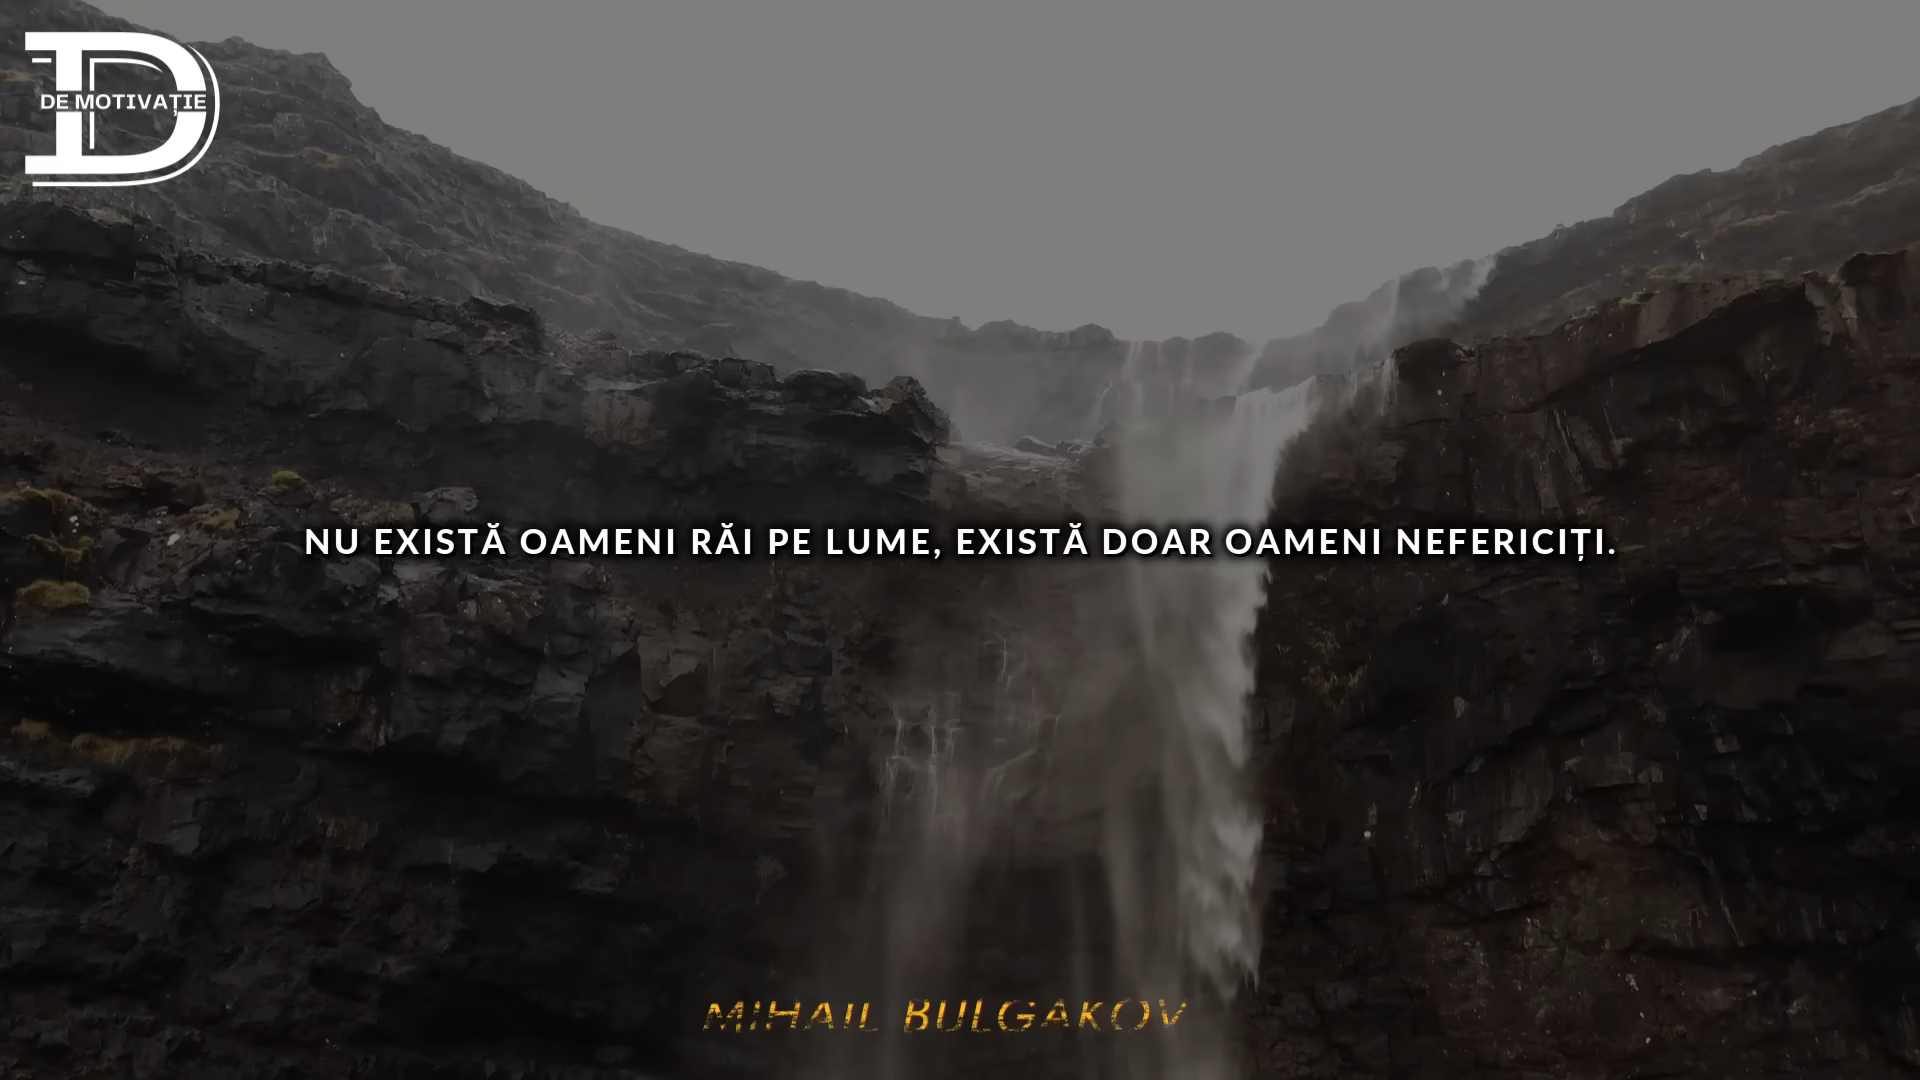 DE MOTIVAȚIE
NU EXISTĂ OAMENI RĂI PE LUME, EXISTĂ DOAR OAMENI NEFERICIȚI.
MIHAIL BULGAKOV